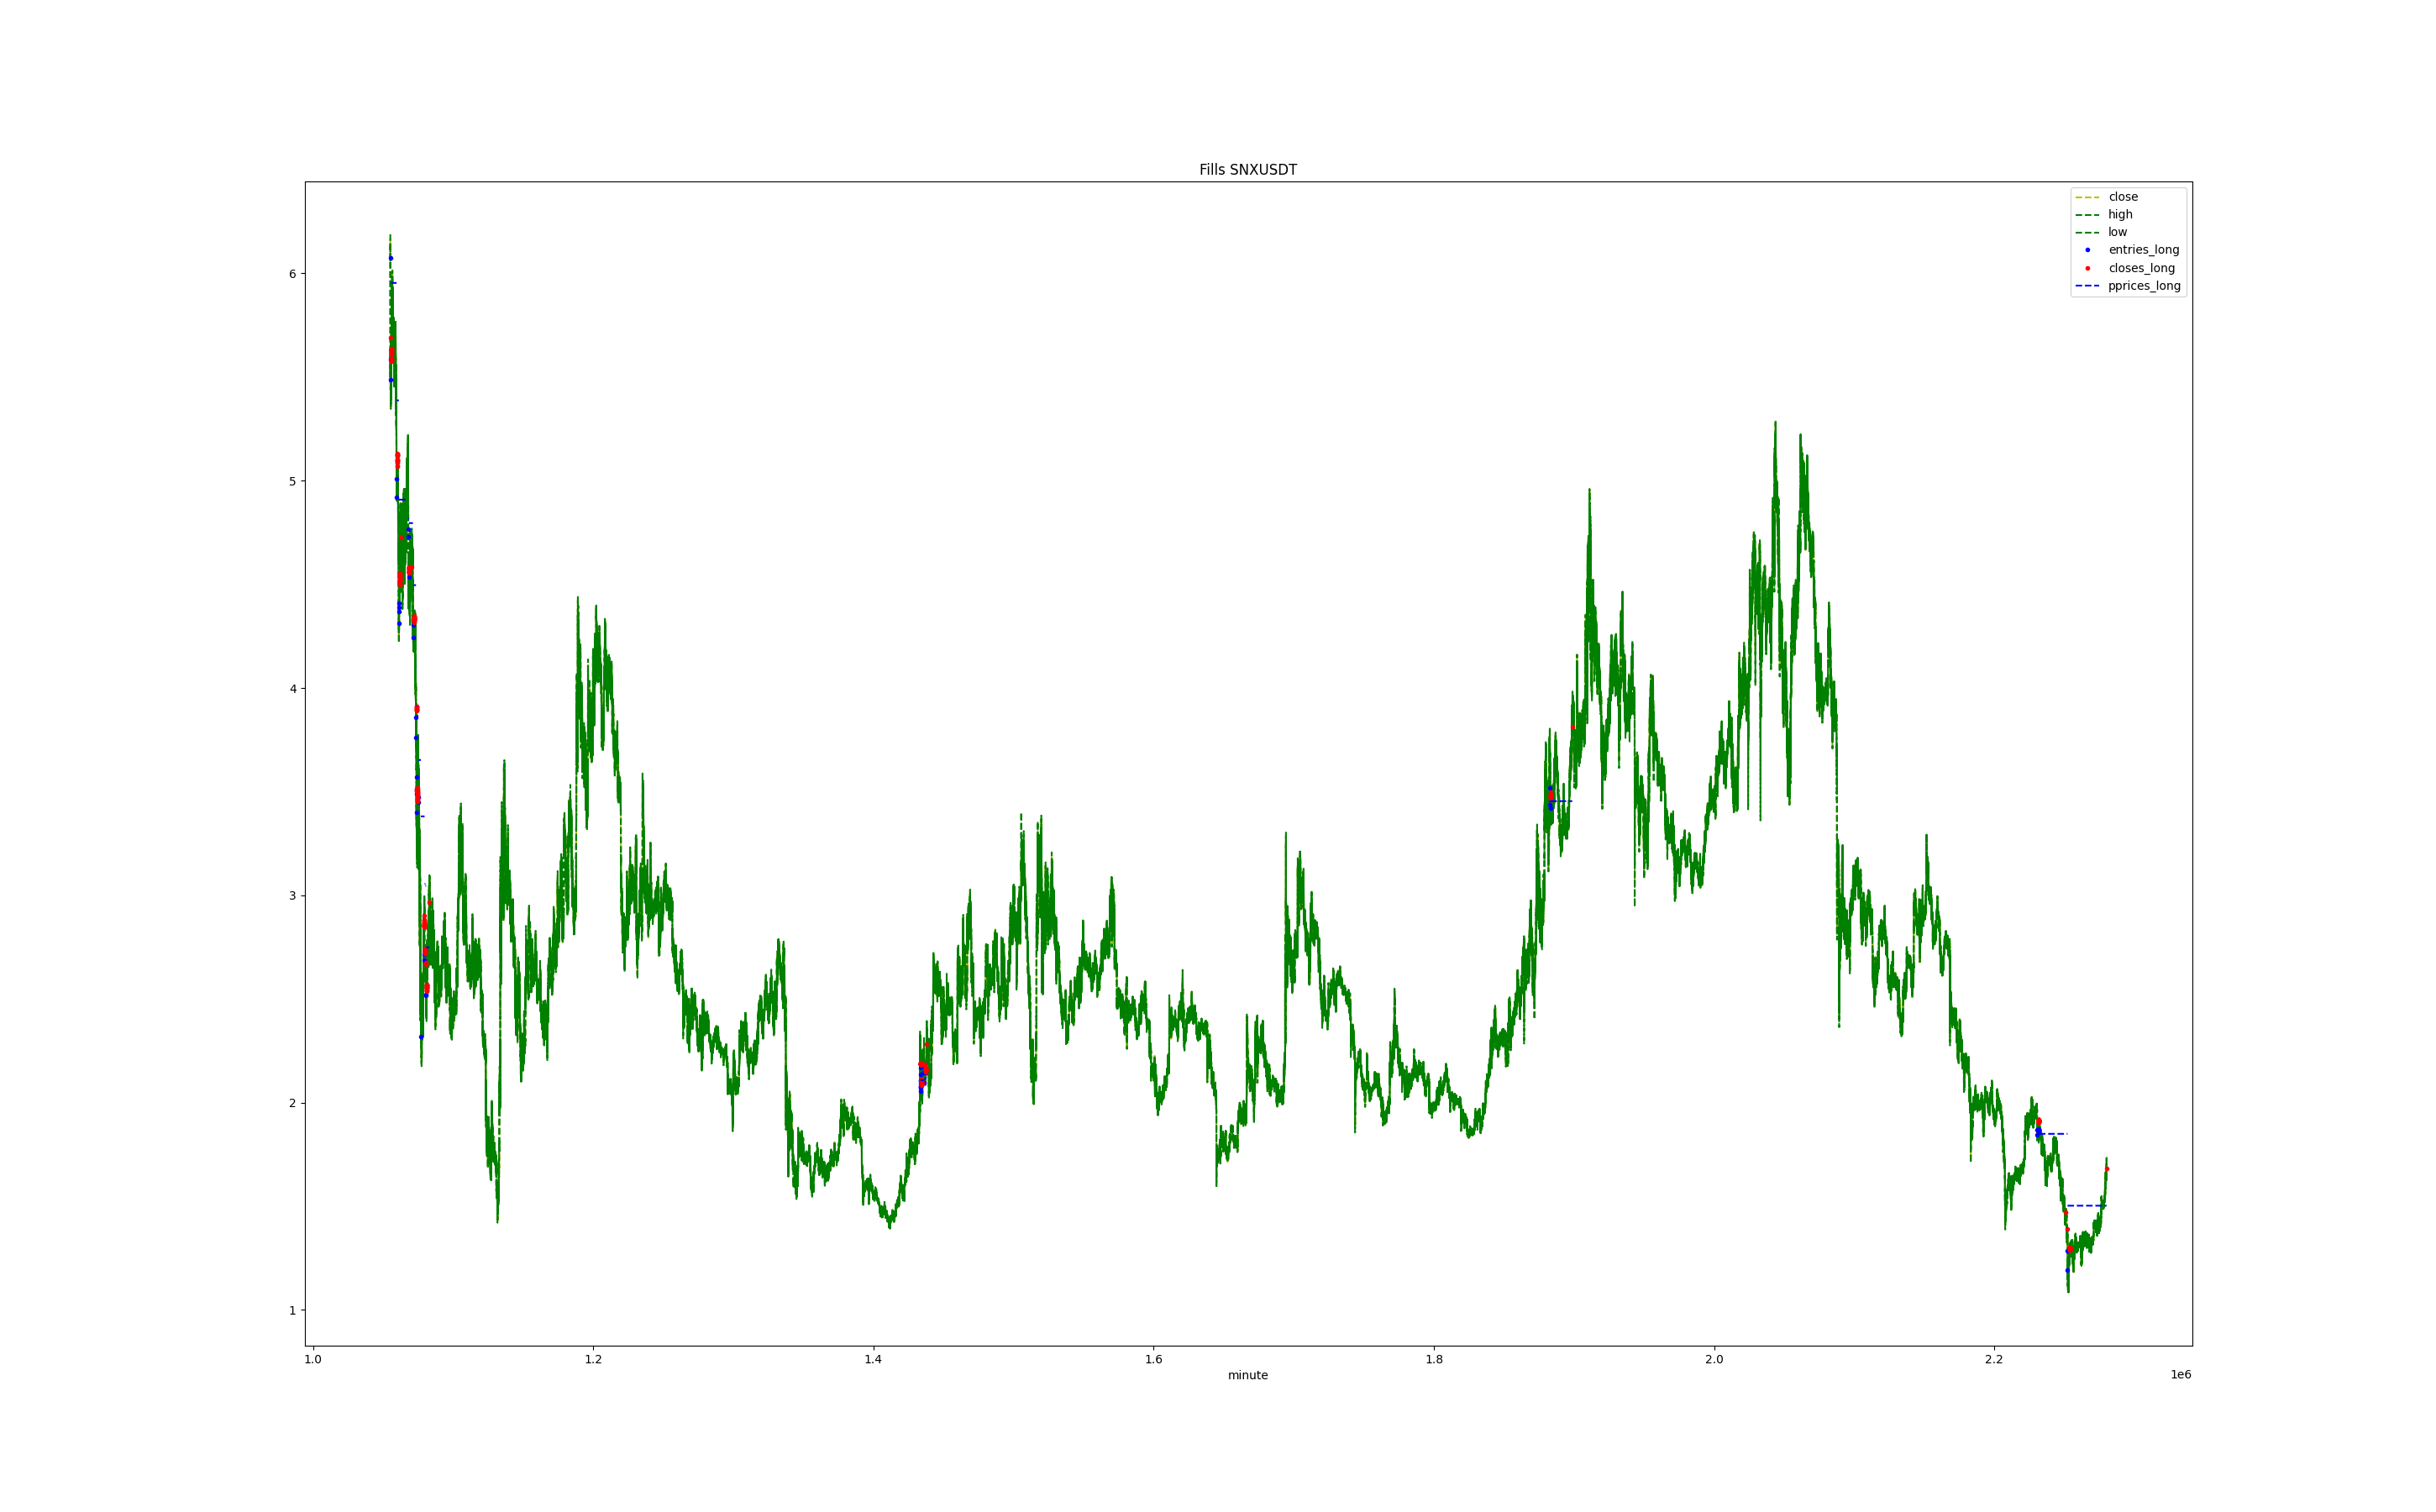 Fills SNXUSDT
close
high
low
entries_long
closes_long
pprices_long
6
5
4
3
2
1
1.0 1.2 1.4 1.6 1.8 2.0 2.2
1e6
minute